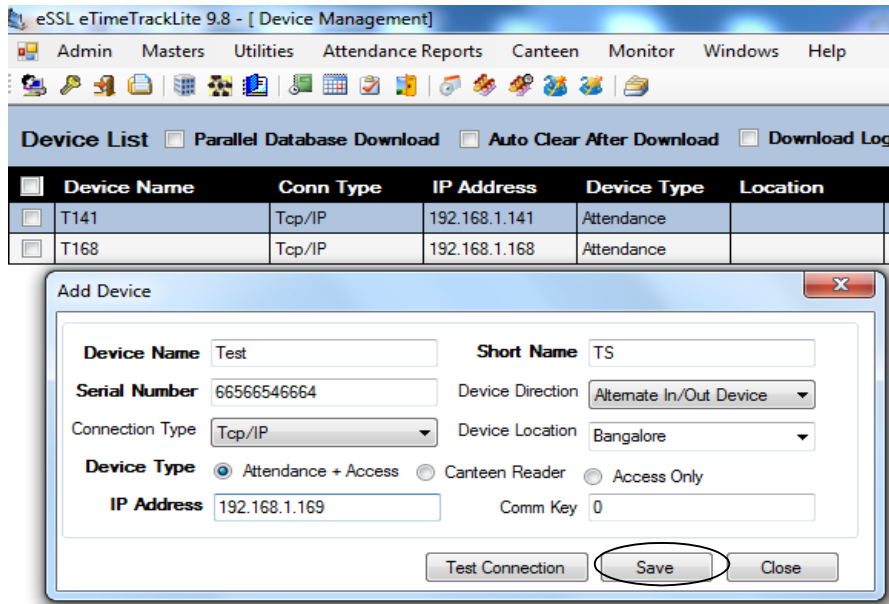 eSSL eTimeTrackLite 9.8 - [ Device Management]
Admin Masters Utilities Attendance Reports Canteen Monitor Windows Help
Device List Parallel Database Download Auto Clear After Download Download Log
Device Name Conn Type IP Address Device Type Location
T141 Tcp/IP 192.168.1.141 Attendance
T168 Tcp/IP 192.168.1.168 Attendance
Add Device
Device Name Test Short Name TS
Serial Number 66566546664 Device Direction Alternate In/Out Device
Connection Type Tcp/IP Device Location Bangalore
Device Type Attendance + Access Canteen Reader Access Only
IP Address 192.168.1.169 Comm Key 0
Test Connection Save Close